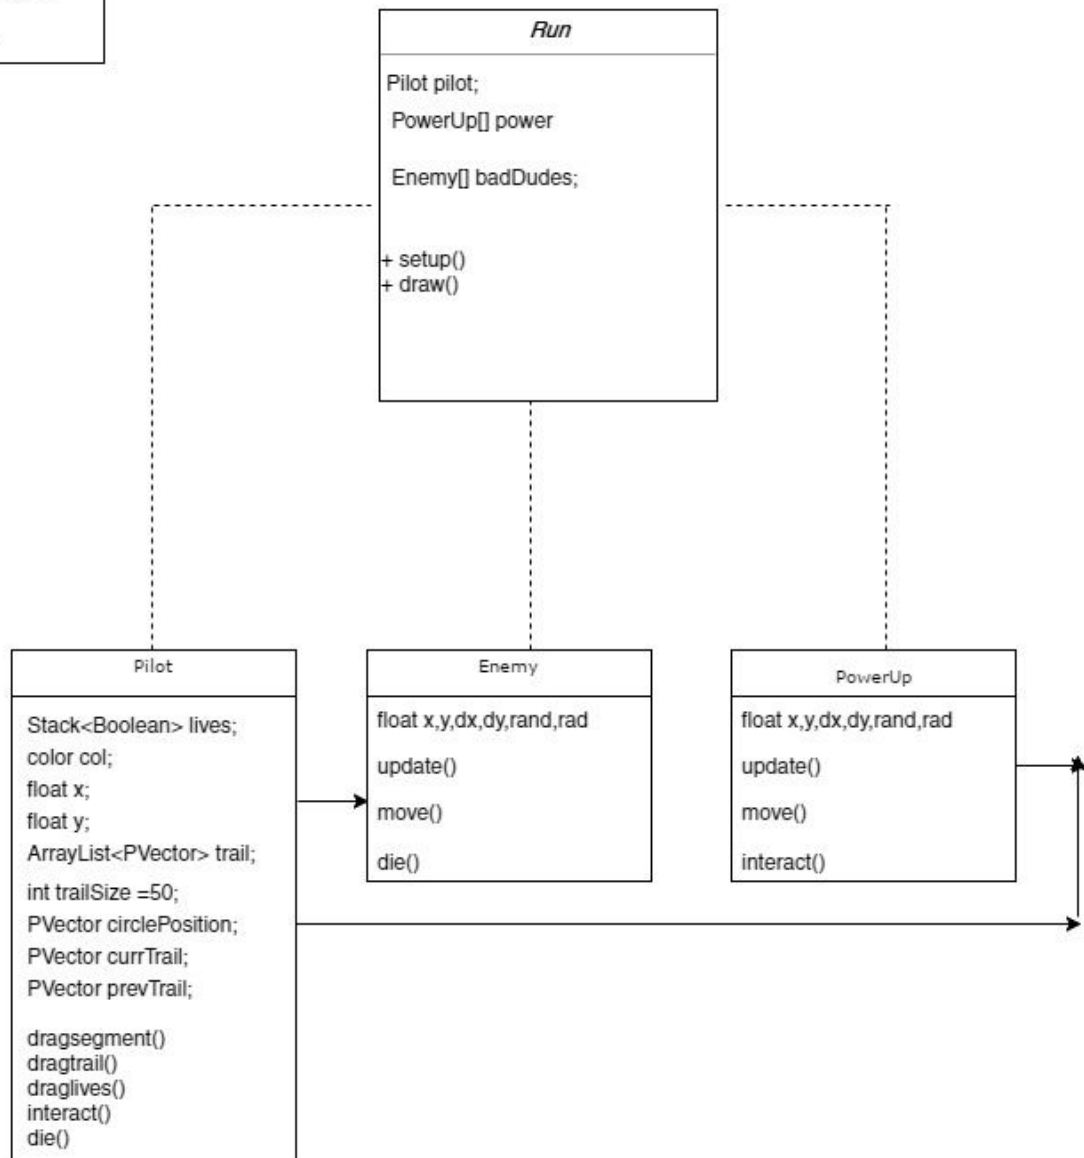 Run
Pilot pilot;
PowerUp[] power
Enemy[] badDudes;
+ setup()
+ draw()
Pilot
Stack<Boolean> lives;
color col;
float x;
float y;
ArrayList<PVector> trail;
int trailSize =50;
PVector circlePosition;
PVector currTrail;
PVector prevTrail;
dragsegment()
dragtrail()
draglives()
interact()
die()
Enemy
float x,y,dx,dy,rand,rad
update()
move()
die()
PowerUp
float x,y,dx,dy,rand,rad
update()
move()
interact()